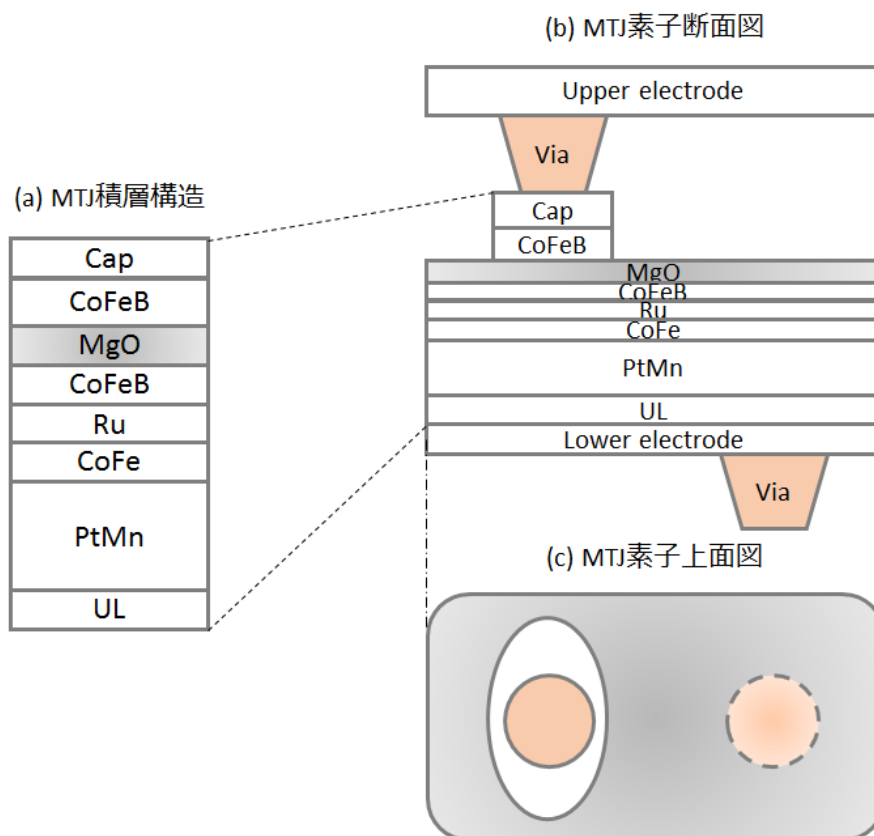 (b) MTJ素子断面図
Upper electrode
Via
(a) MTJ積層構造
Cap
CoFeB
MgO
CoFeB
Ru
CoFe
PtMn
UL
Cap
CoFeB
MgO
CoFeB
Ru
CoFe
PtMn
UL
Lower electrode
Via
(c) MTJ素子上面図